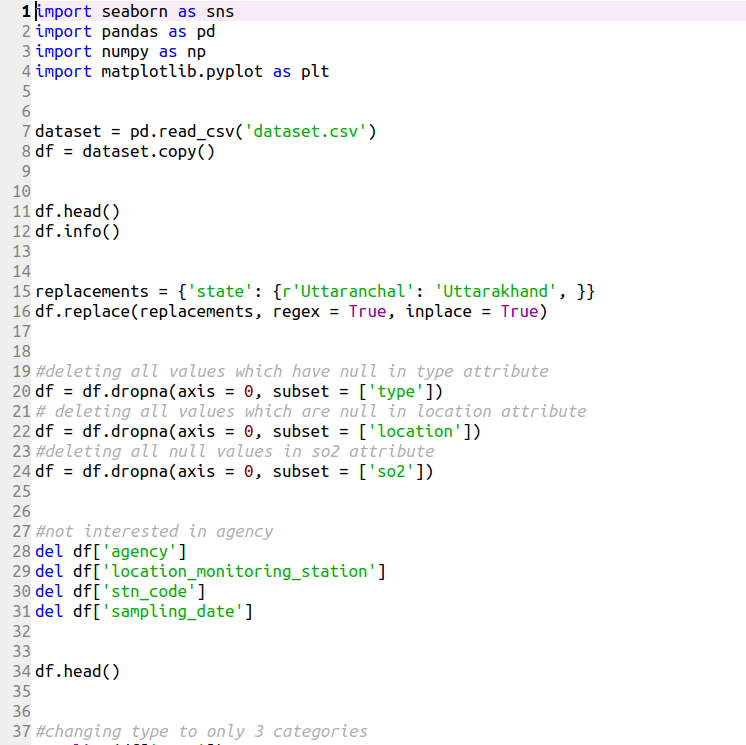 1 import seaborn as sns
2 import pandas as pd
3 import numpy as np
4 import matplotlib.pyplot as plt
5
6
7 dataset = pd.read_csv('dataset.csv')
8 df = dataset.copy()
9
10
11 df.head()
12 df.info()
13
14
15 replacements = {'state': {r'Uttaranchal': 'Uttarakhand', }}
16 df.replace(replacements, regex = True, inplace = True)
17
18
19 #deleting all values which have null in type attribute
20 df = df.dropna(axis = 0, subset = ['type'])
21 # deleting all values which are null in location attribute
22 df = df.dropna(axis = 0, subset = ['location'])
23 #deleting all null values in so2 attribute
24 df = df.dropna(axis = 0, subset = ['so2'])
25
26
27 #not interested in agency
28 del df['agency']
29 del df['location_monitoring_station']
30 del df['stn_code']
31 del df['sampling_date']
32
33
34 df.head()
35
36
37 #changing type to only 3 categories